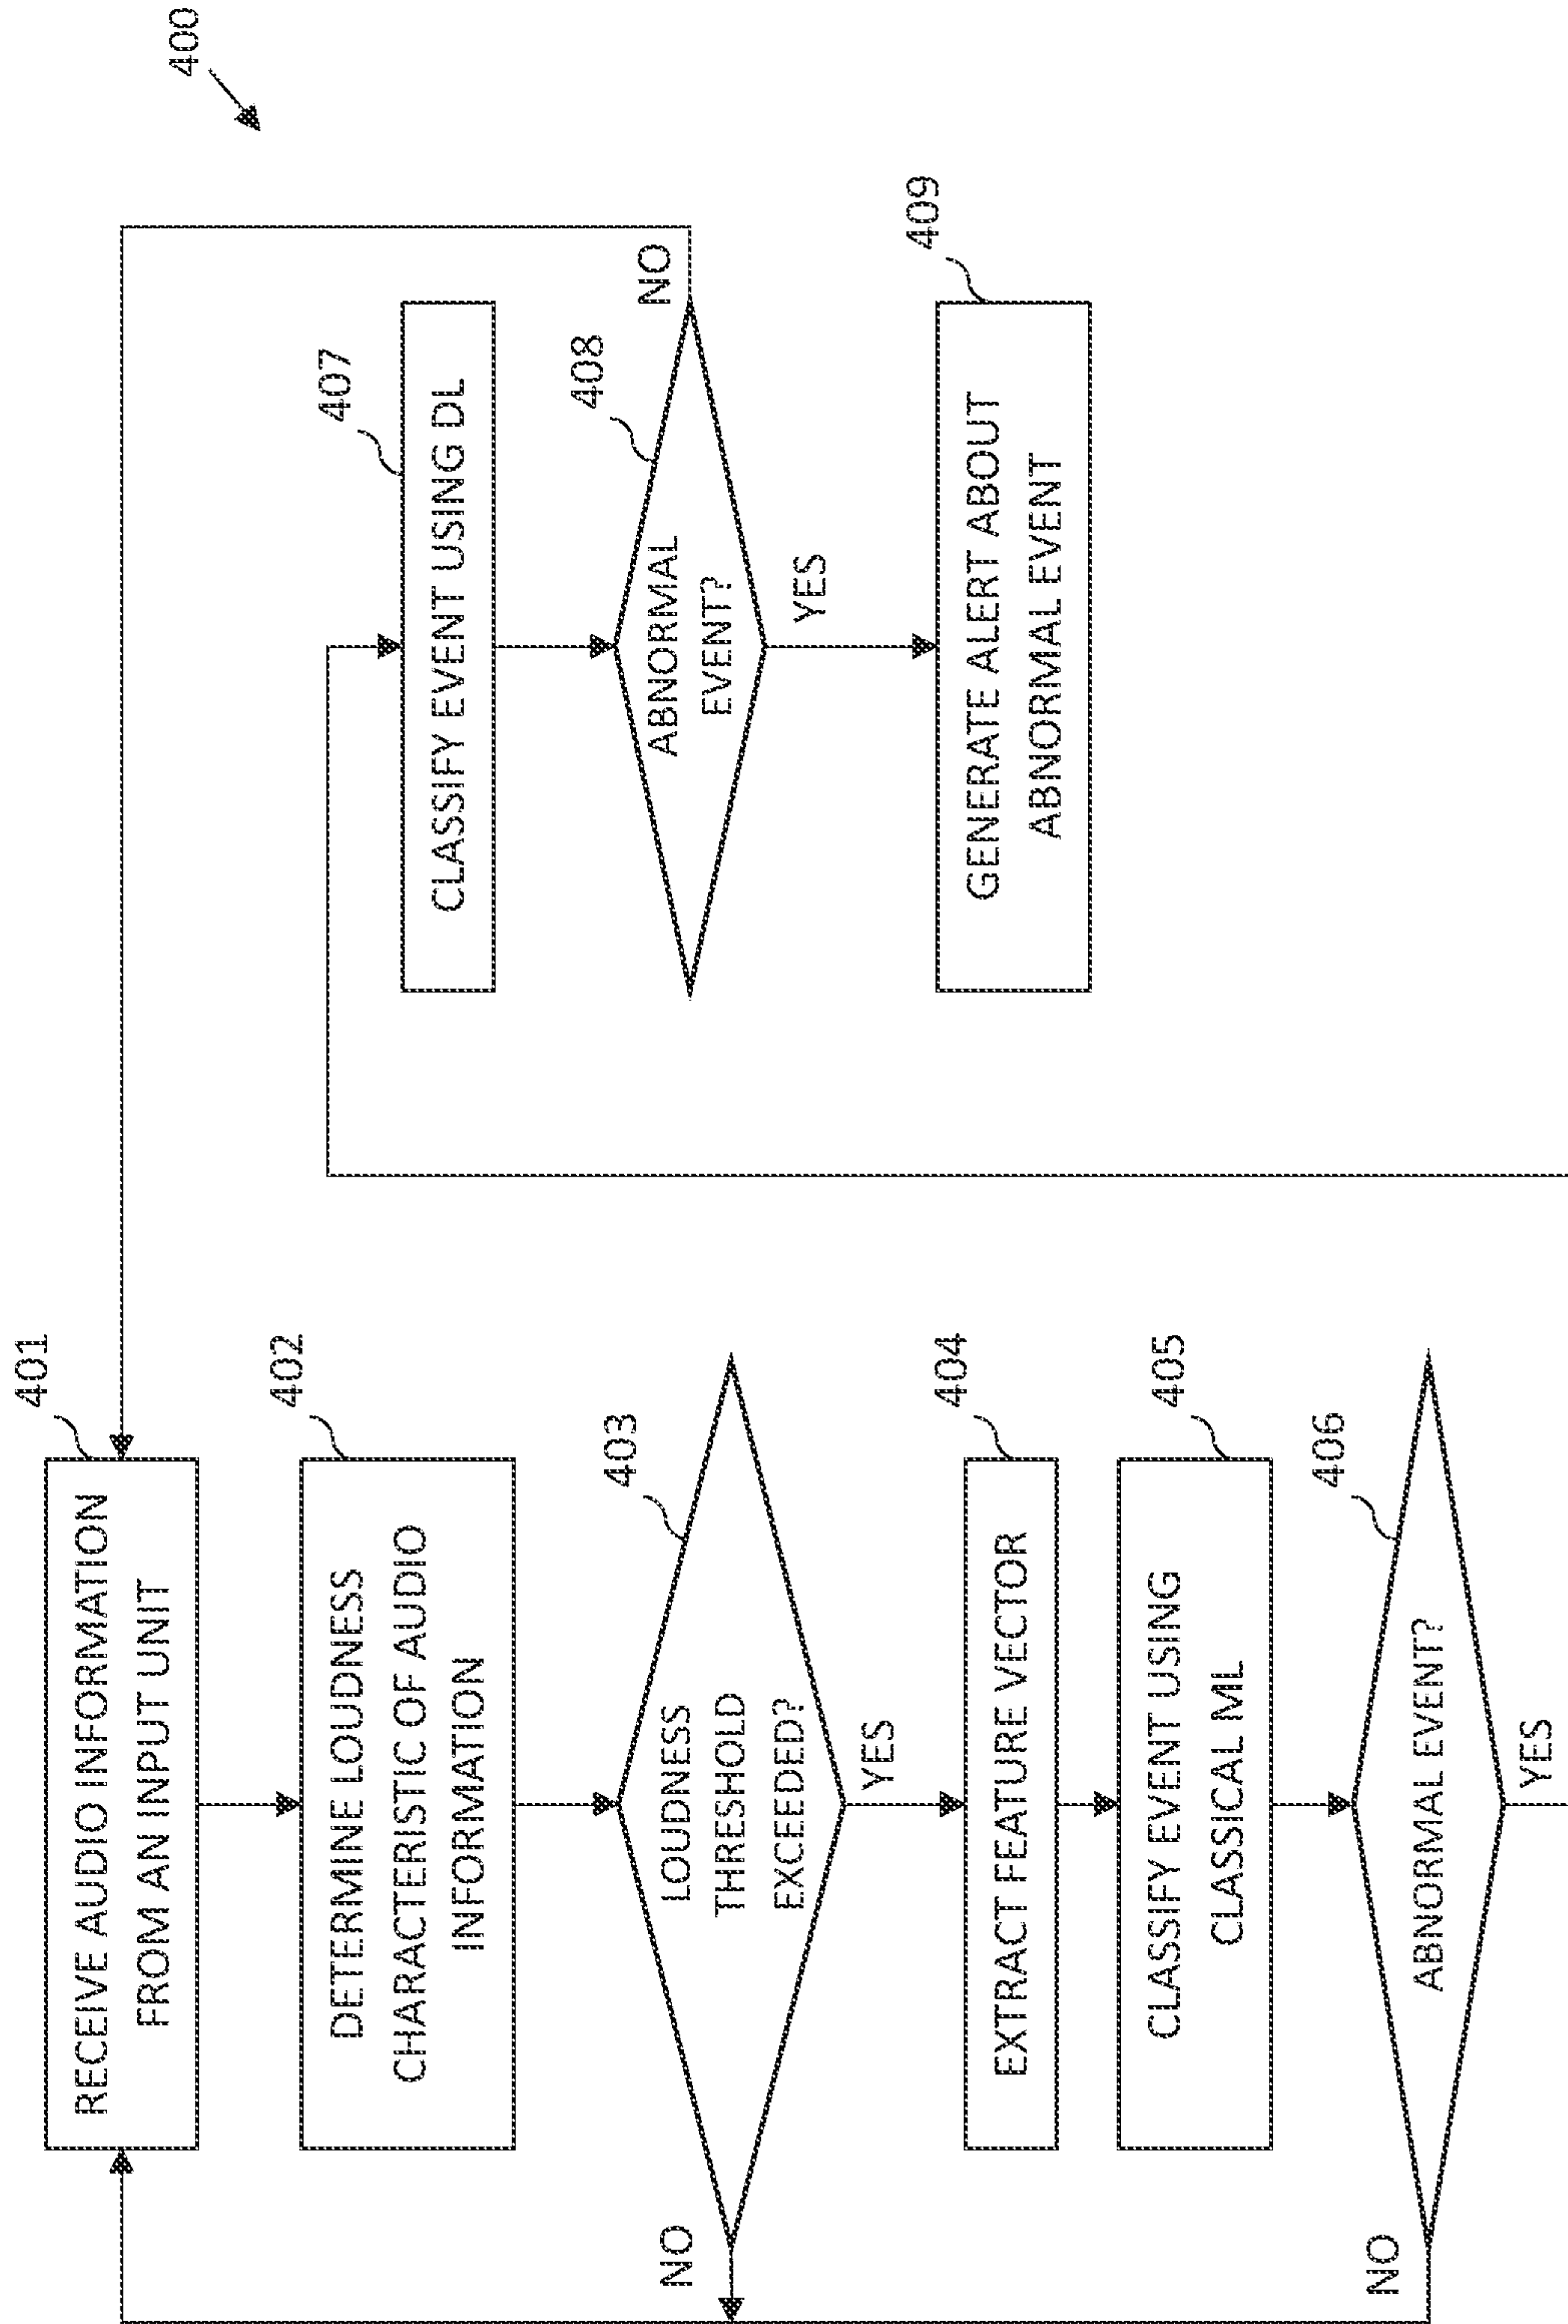 400
401
RECEIVE AUDIO INFORMATION
FROM AN INPUT UNIT
402
DETERMINE LOUDNESS
CHARACTERISTIC OF AUDIO
INFORMATION
403
LOUDNESS
THRESHOLD
EXCEEDED?
NO
YES
404
EXTRACT FEATURE VECTOR
405
CLASSIFY EVENT USING
CLASSICAL ML
406
ABNORMAL EVENT?
NO
YES
407
CLASSIFY EVENT USING DL
408
ABNORMAL
EVENT?
NO
YES
409
GENERATE ALERT ABOUT
ABNORMAL EVENT